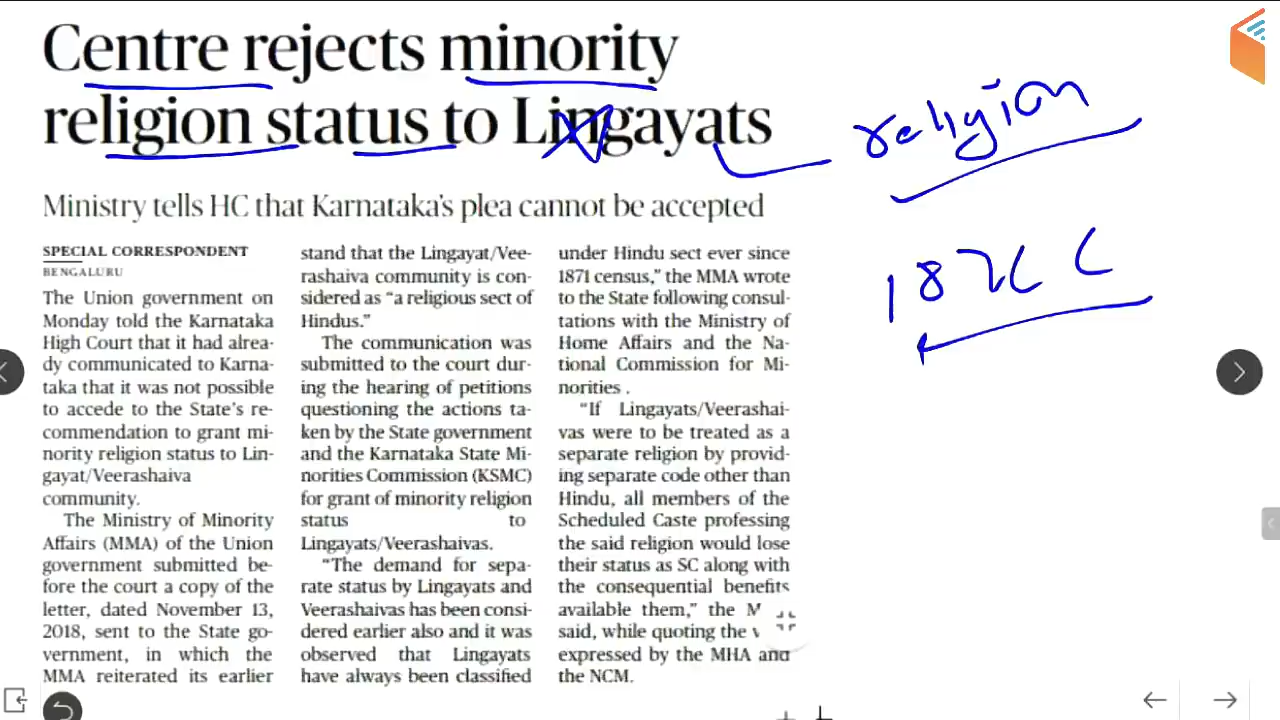 Centre rejects minority
religion status to Lingayats
religion
Ministry tells HC that Karnataka's plea cannot be accepted
SPECIAL CORRESPONDENT
BENGALURU
The Union government on
Monday told the Karnataka
High Court that it had alrea-
dy communicated to Karna-
taka that it was not possible
to accede to the State's re-
commendation to grant mi-
nority religion status to Lin-
gayat/Veerashaiva
community.
The Ministry of Minority
Affairs (MMA) of the Union
government submitted be-
fore the court a copy of the
letter, dated November 13,
2018, sent to the State go-
vernment, in which the
MMA reiterated its earlier
stand that the Lingayat/Vee-
rashaiva community is con-
sidered as "a religious sect of
Hindus."
The communication was
submitted to the court dur-
ing the hearing of petitions
questioning the actions ta-
ken by the State government
and the Karnataka State Mi-
norities Commission (KSMC)
for grant of minority religion
status to
Lingayats/Veerashaivas.
"The demand for sepa-
rate status by Lingayats and
Veerashaivas has been consi-
dered earlier also and it was
observed that Lingayats
have always been classified
under Hindu sect ever since
1871 census," the MMA wrote
to the State following consul-
tations with the Ministry of
Home Affairs and the Na-
tional Commission for Mi-
norities .
"If Lingayats/Veerashai-
vas were to be treated as a
separate religion by provid-
ing separate code other than
Hindu, all members of the
Scheduled Caste professing
the said religion would lose
their status as SC along with
the consequential benefits
available them," the M
said, while quoting the
expressed by the MHA and
the NCM.